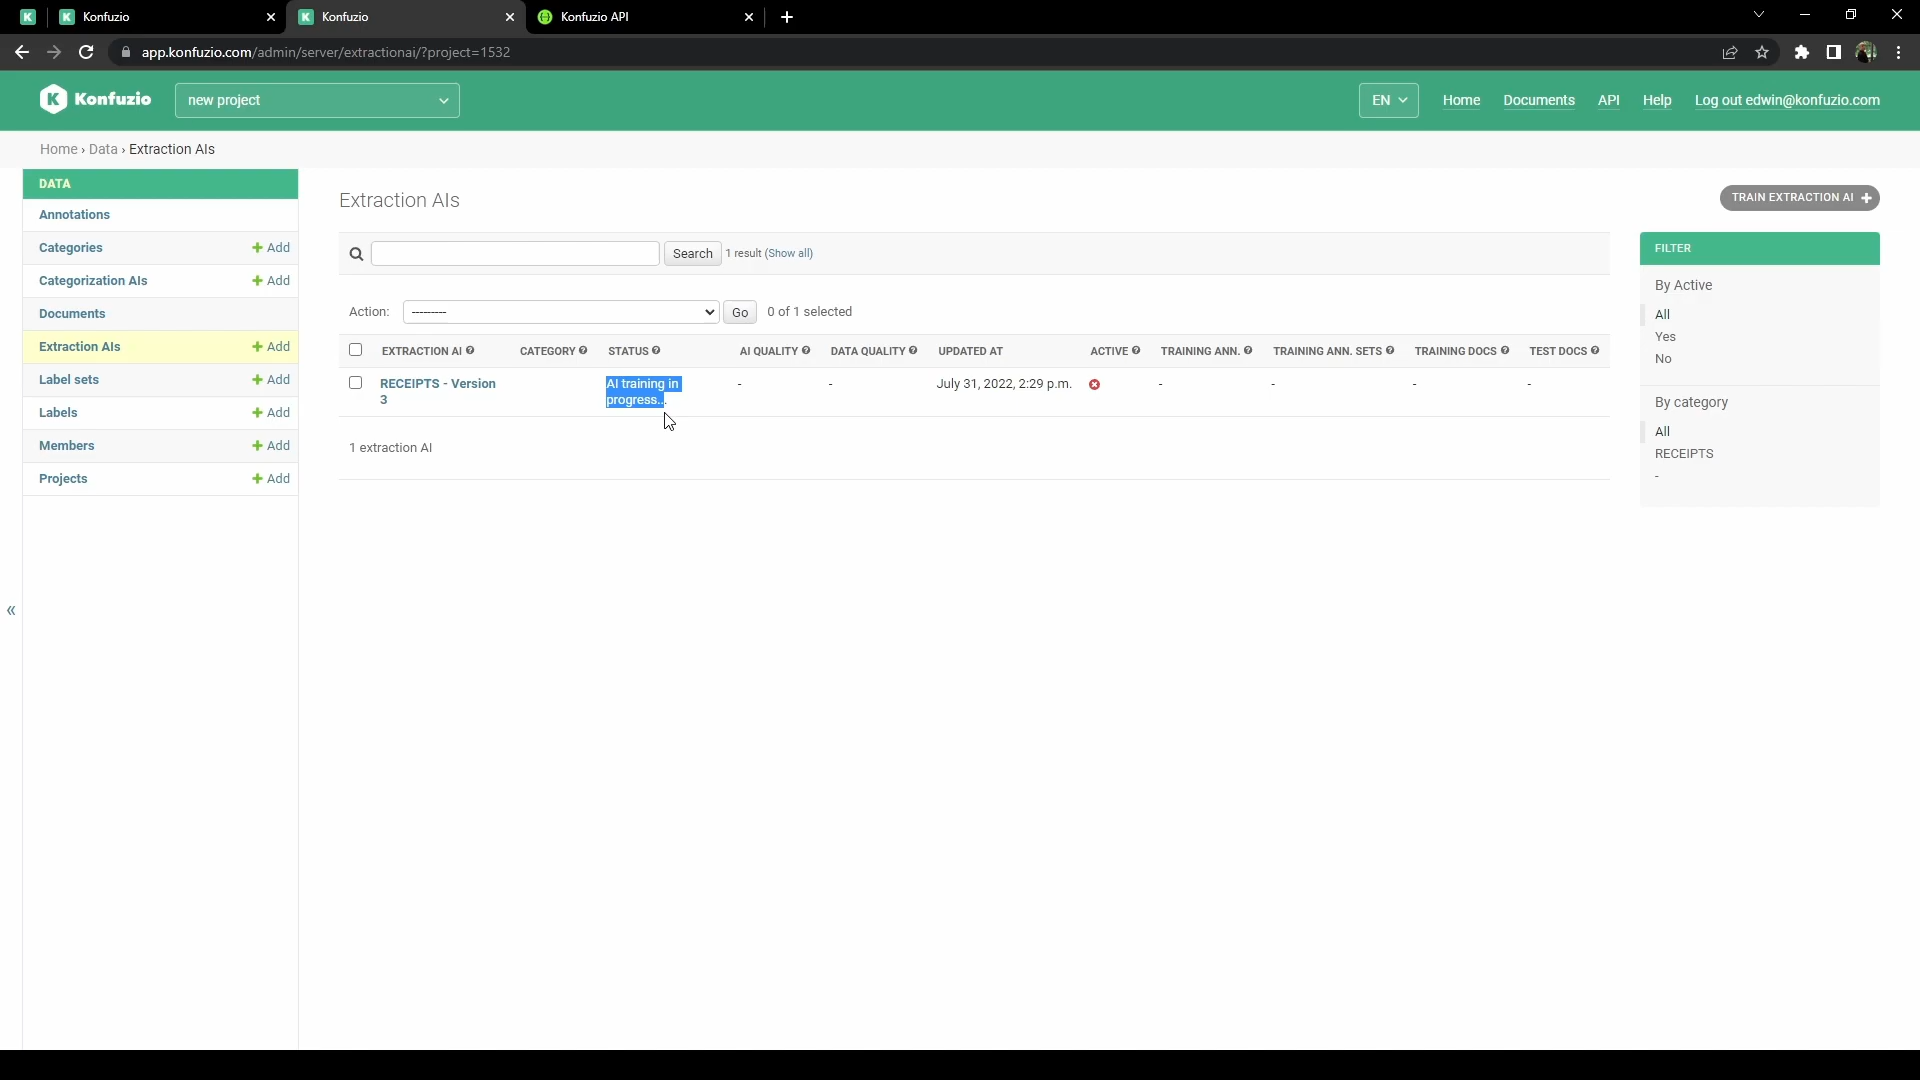 Konfuzio
Konfuzio
Konfuzio API
app.konfuzio.com/admin/server/extractionai/?project=1532
Konfuzio
new project
EN
Home
Documents
API
Help
Log out edwin@konfuzio.com
Home › Data › Extraction AIs
DATA
Annotations
Categories
Add
Categorization AIs
Add
Documents
Extraction AIs
Add
Label sets
Add
Labels
Add
Members
Add
Projects
Add
«
Extraction AIs
TRAIN EXTRACTION AI +
Search
1 result (Show all)
Action:
---------
Go
0 of 1 selected
EXTRACTION AI
CATEGORY
STATUS
AI QUALITY
DATA QUALITY
UPDATED AT
ACTIVE
TRAINING ANN.
TRAINING ANN. SETS
TRAINING DOCS
TEST DOCS
RECEIPTS - Version
3
AI training in
progress...
-
-
July 31, 2022, 2:29 p.m.
-
-
-
-
1 extraction AI
FILTER
By Active
All
Yes
No
By category
All
RECEIPTS
-